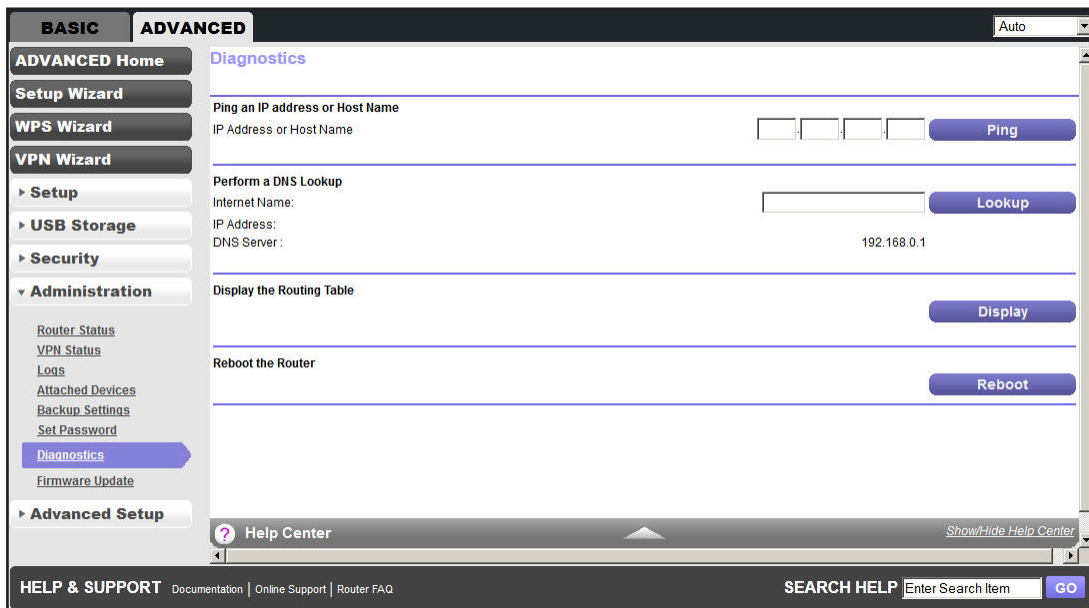 BASIC
ADVANCED
Auto
ADVANCED Home
Setup Wizard
WPS Wizard
VPN Wizard
Setup
USB Storage
Security
Administration
Router Status
VPN Status
Logs
Attached Devices
Backup Settings
Set Password
Diagnostics
Firmware Update
Advanced Setup
Diagnostics
Ping an IP address or Host Name
IP Address or Host Name . . . Ping
Perform a DNS Lookup
Internet Name: Lookup
IP Address:
DNS Server : 192.168.0.1
Display the Routing Table
Display
Reboot the Router
Reboot
? Help Center Show/Hide Help Center
HELP & SUPPORT Documentation | Online Support | Router FAQ SEARCH HELP Enter Search Item GO